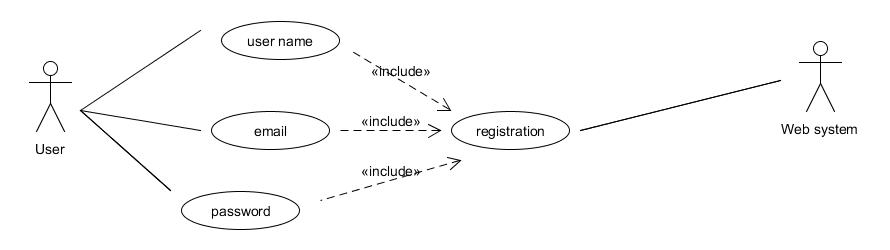 user name
«include»
email
«include»
registration
Web system
User
«include»
password